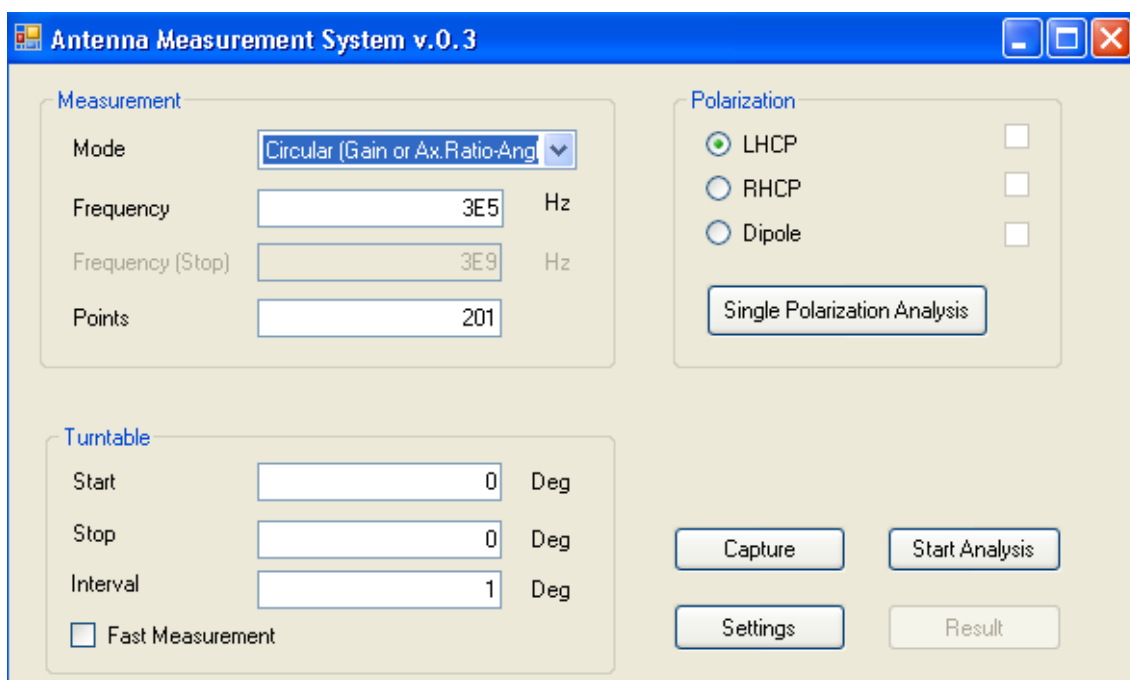 Antenna Measurement System v.0.3
Measurement
Mode
Circular (Gain or Ax.Ratio-Angl
Frequency
3E5
Hz
Frequency (Stop)
3E9
Hz
Points
201
Polarization
LHCP
RHCP
Dipole
Single Polarization Analysis
Turntable
Start
0
Deg
Stop
0
Deg
Interval
1
Deg
Fast Measurement
Capture
Start Analysis
Settings
Result